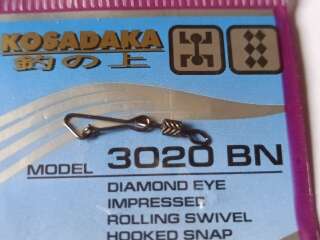 KOSADAKA
釣の上
MODEL 3020 BN
DIAMOND EYE
IMPRESSED
ROLLING SWIVEL
HOOKED SNAP